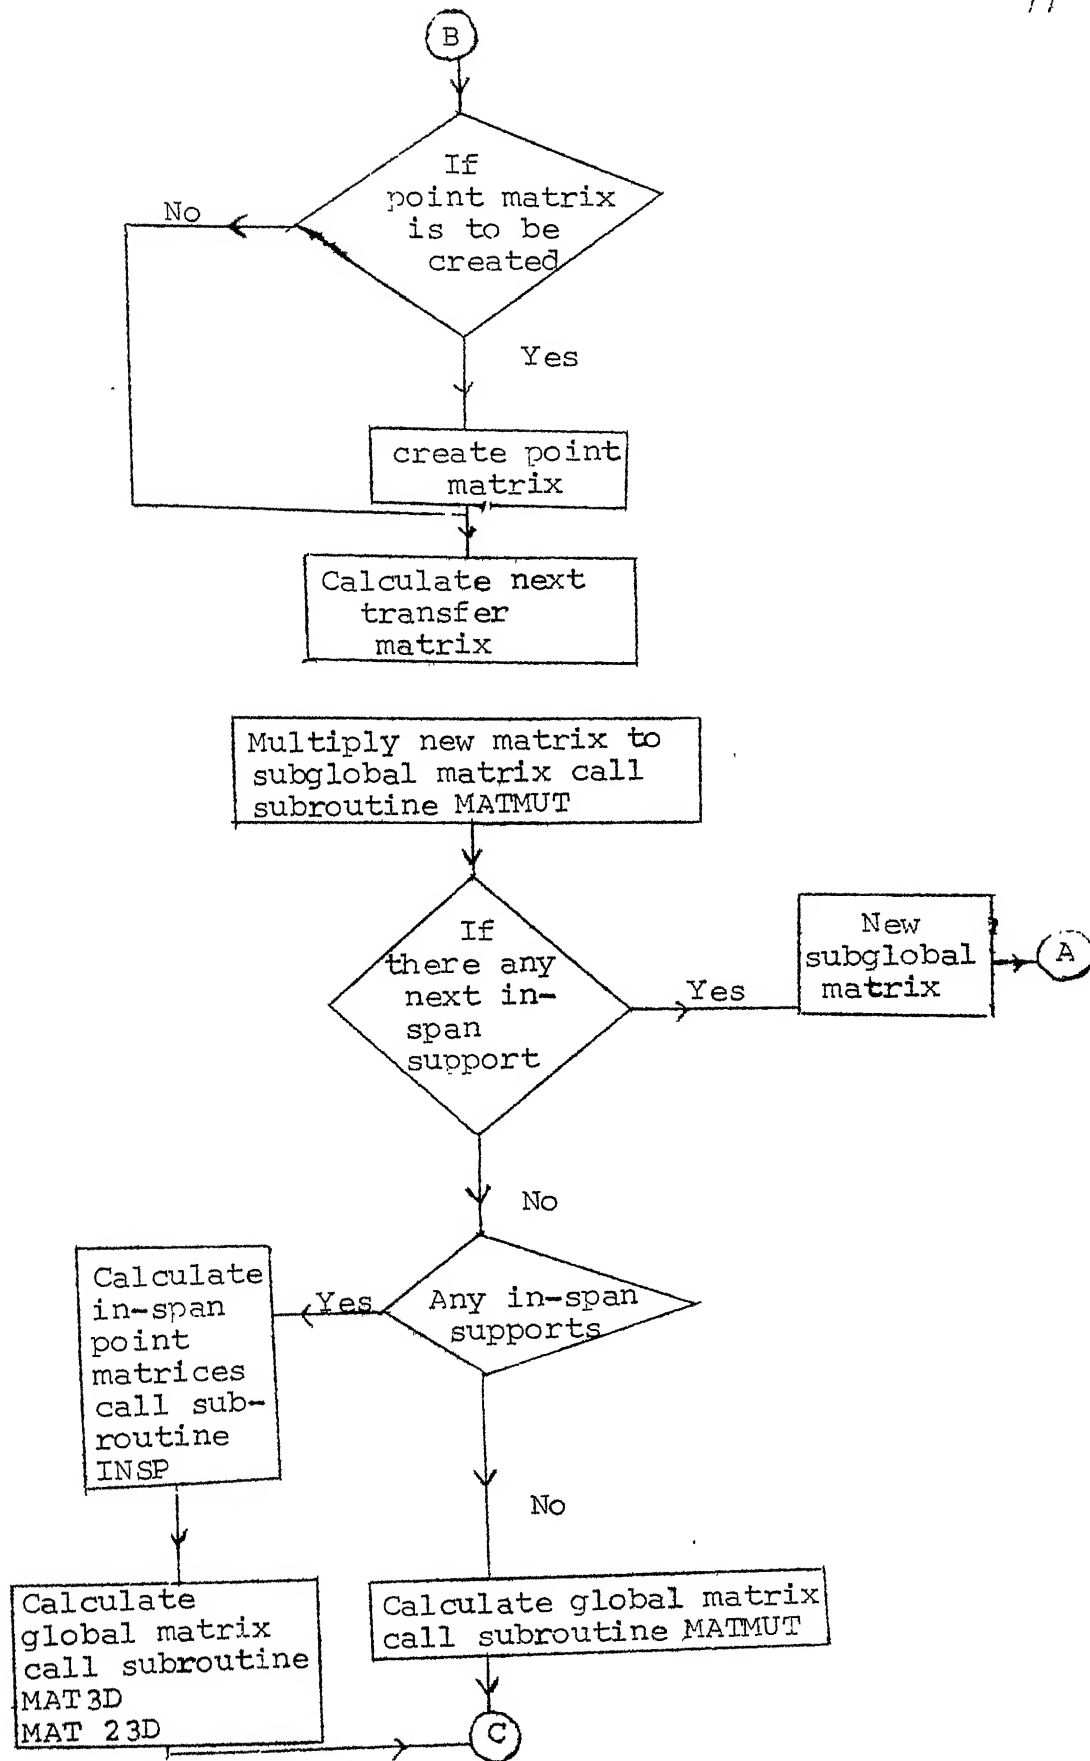 B
If
point matrix
is to be
created
No
Yes
create point
matrix
Calculate next
transfer
matrix
Multiply new matrix to
subglobal matrix call
subroutine MATMUT
If
there any
next in-
span
support
Yes
New
subglobal
matrix
A
No
Any in-span
supports
Yes
Calculate
in-span
point
matrices
call sub-
routine
INSP
No
Calculate
global matrix
call subroutine
MAT3D
MAT 23D
Calculate global matrix
call subroutine MATMUT
C